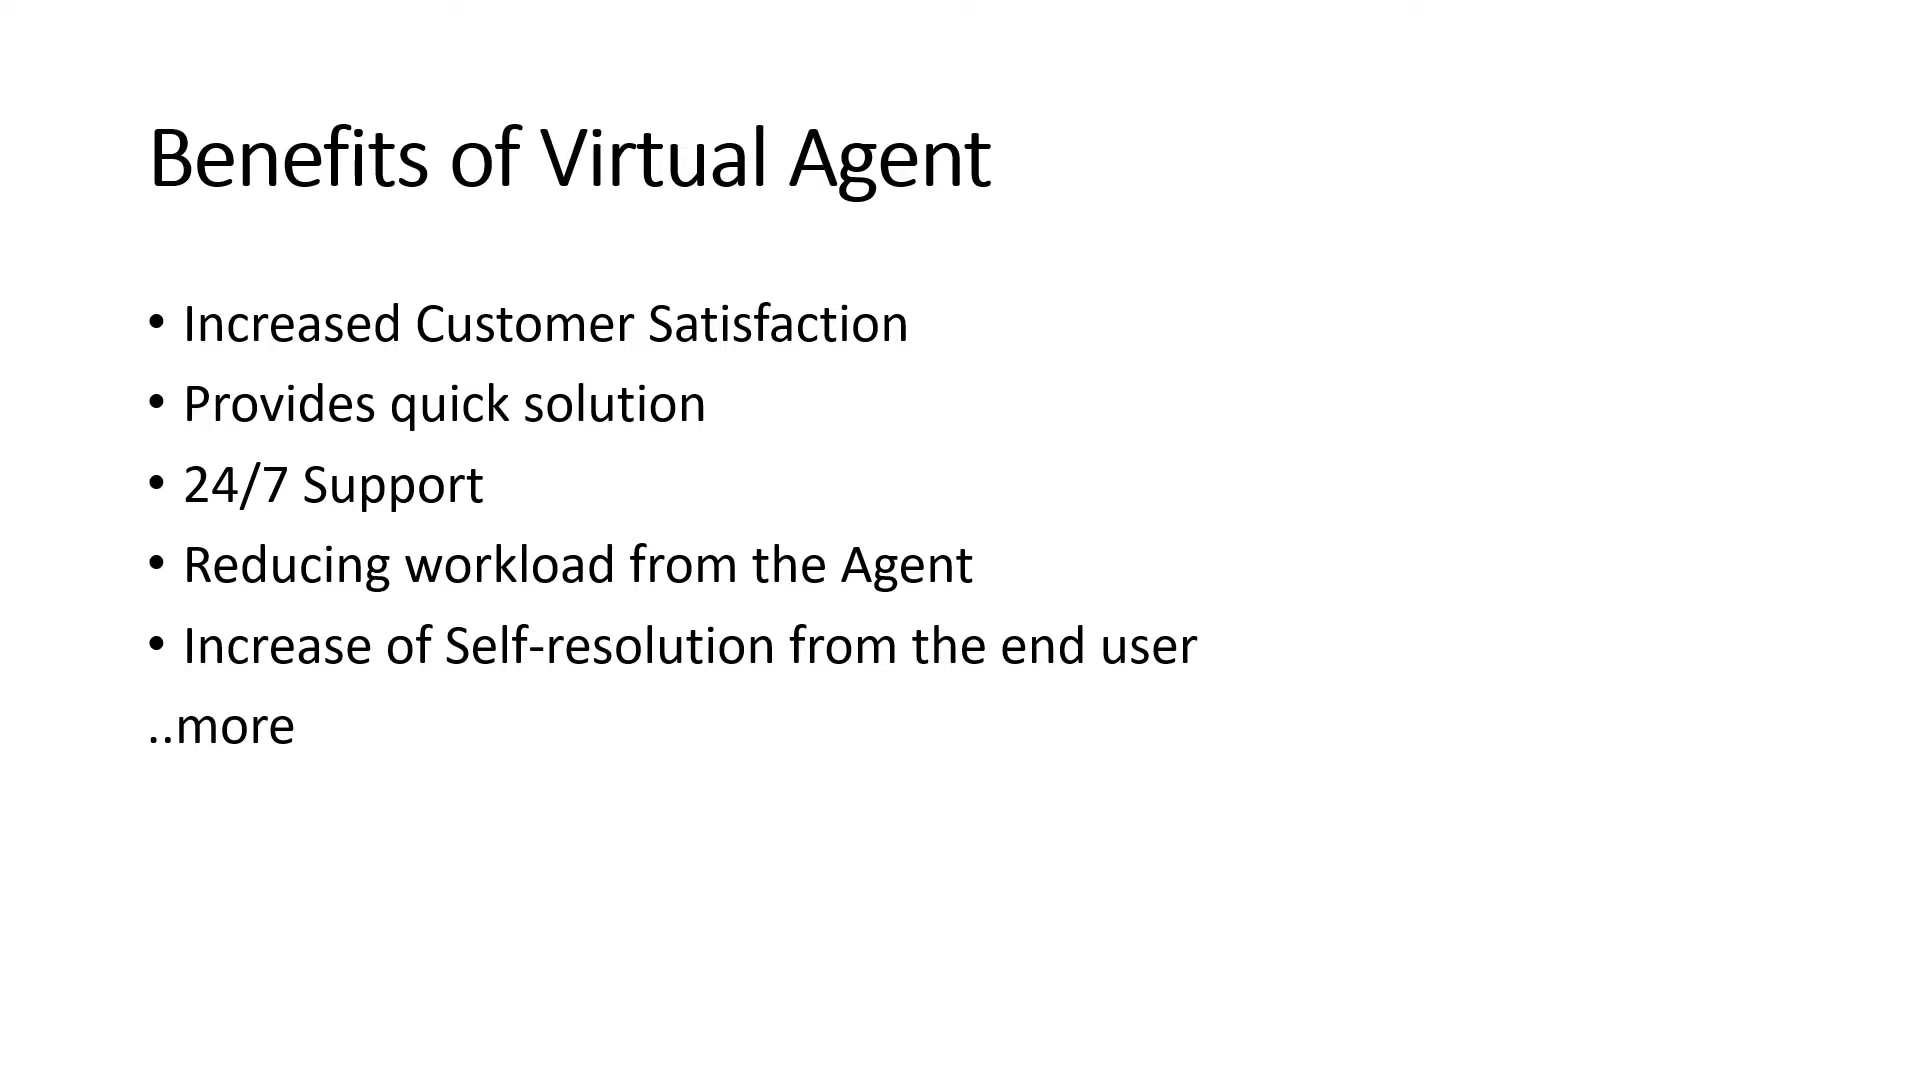 Benefits of Virtual Agent
• Increased Customer Satisfaction
• Provides quick solution
• 24/7 Support
• Reducing workload from the Agent
• Increase of Self-resolution from the end user
..more